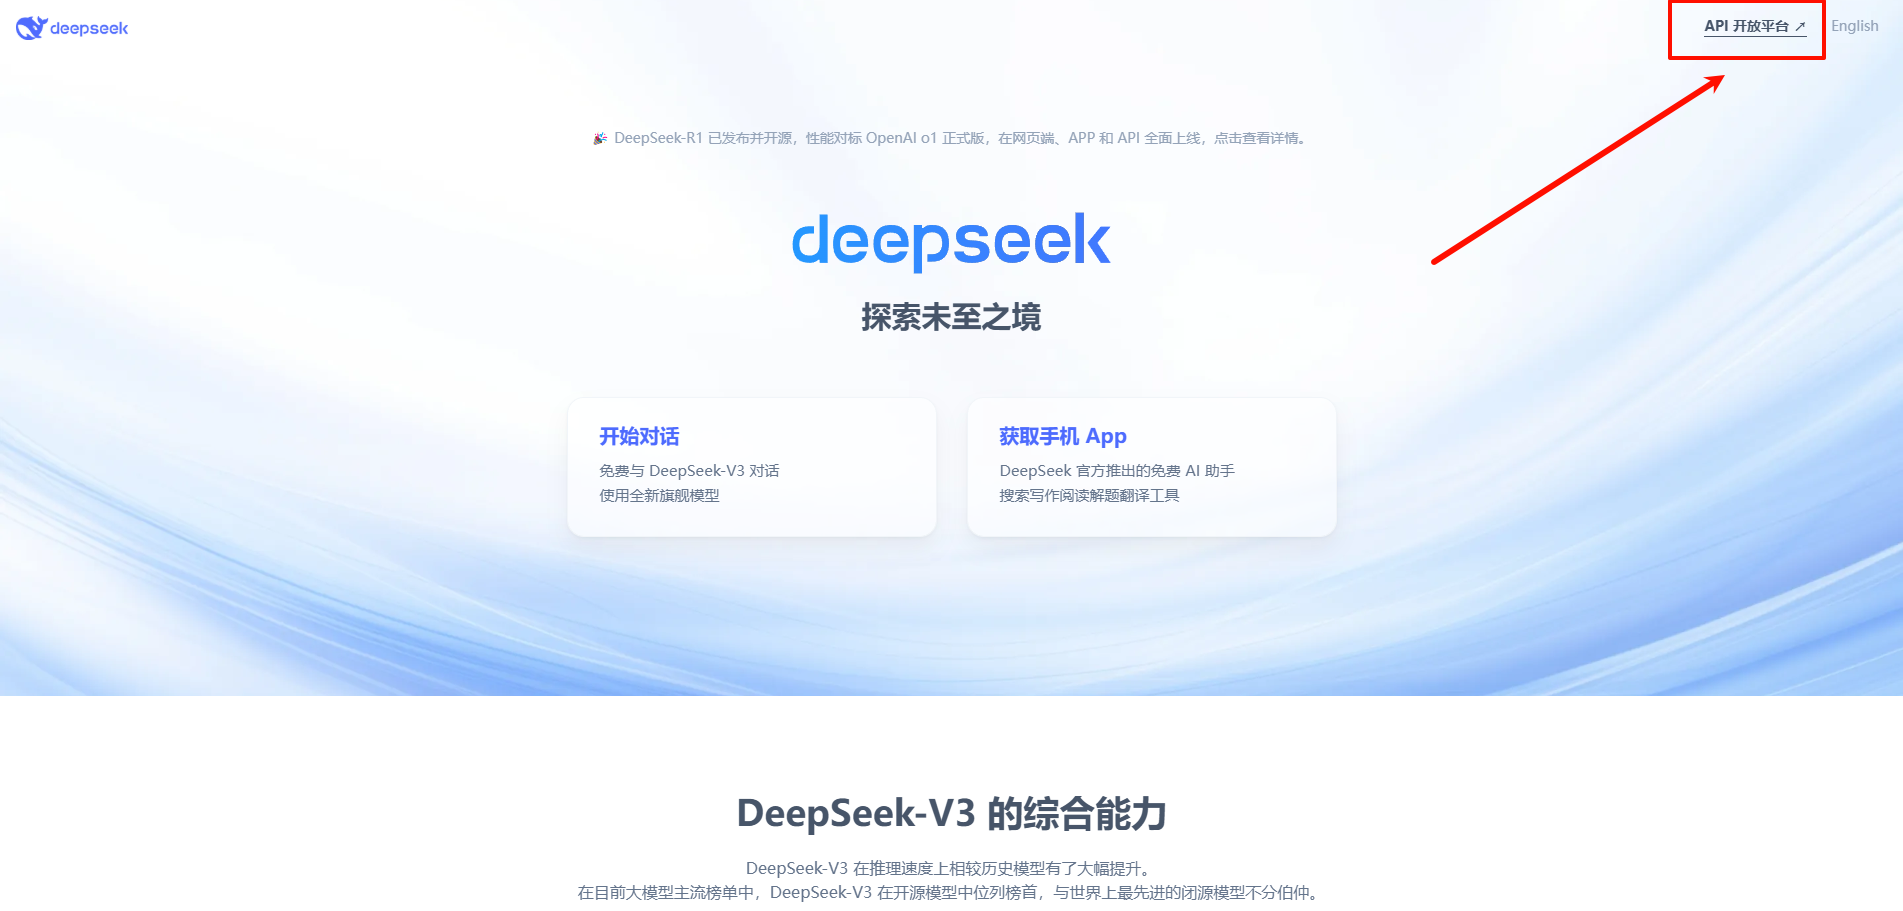 deepseek
API 开放平台 ↗
English
🎉 DeepSeek-R1 已发布并开源，性能对标 OpenAI o1 正式版，在网页端、APP 和 API 全面上线，点击查看详情。
deepseek
探索未至之境
开始对话
免费与 DeepSeek-V3 对话
使用全新旗舰模型
获取手机 App
DeepSeek 官方推出的免费 AI 助手
搜索写作阅读解题翻译工具
DeepSeek-V3 的综合能力
DeepSeek-V3 在推理速度上相较历史模型有了大幅提升。
在目前大模型主流榜单中，DeepSeek-V3 在开源模型中位列榜首，与世界上最先进的闭源模型不分伯仲。